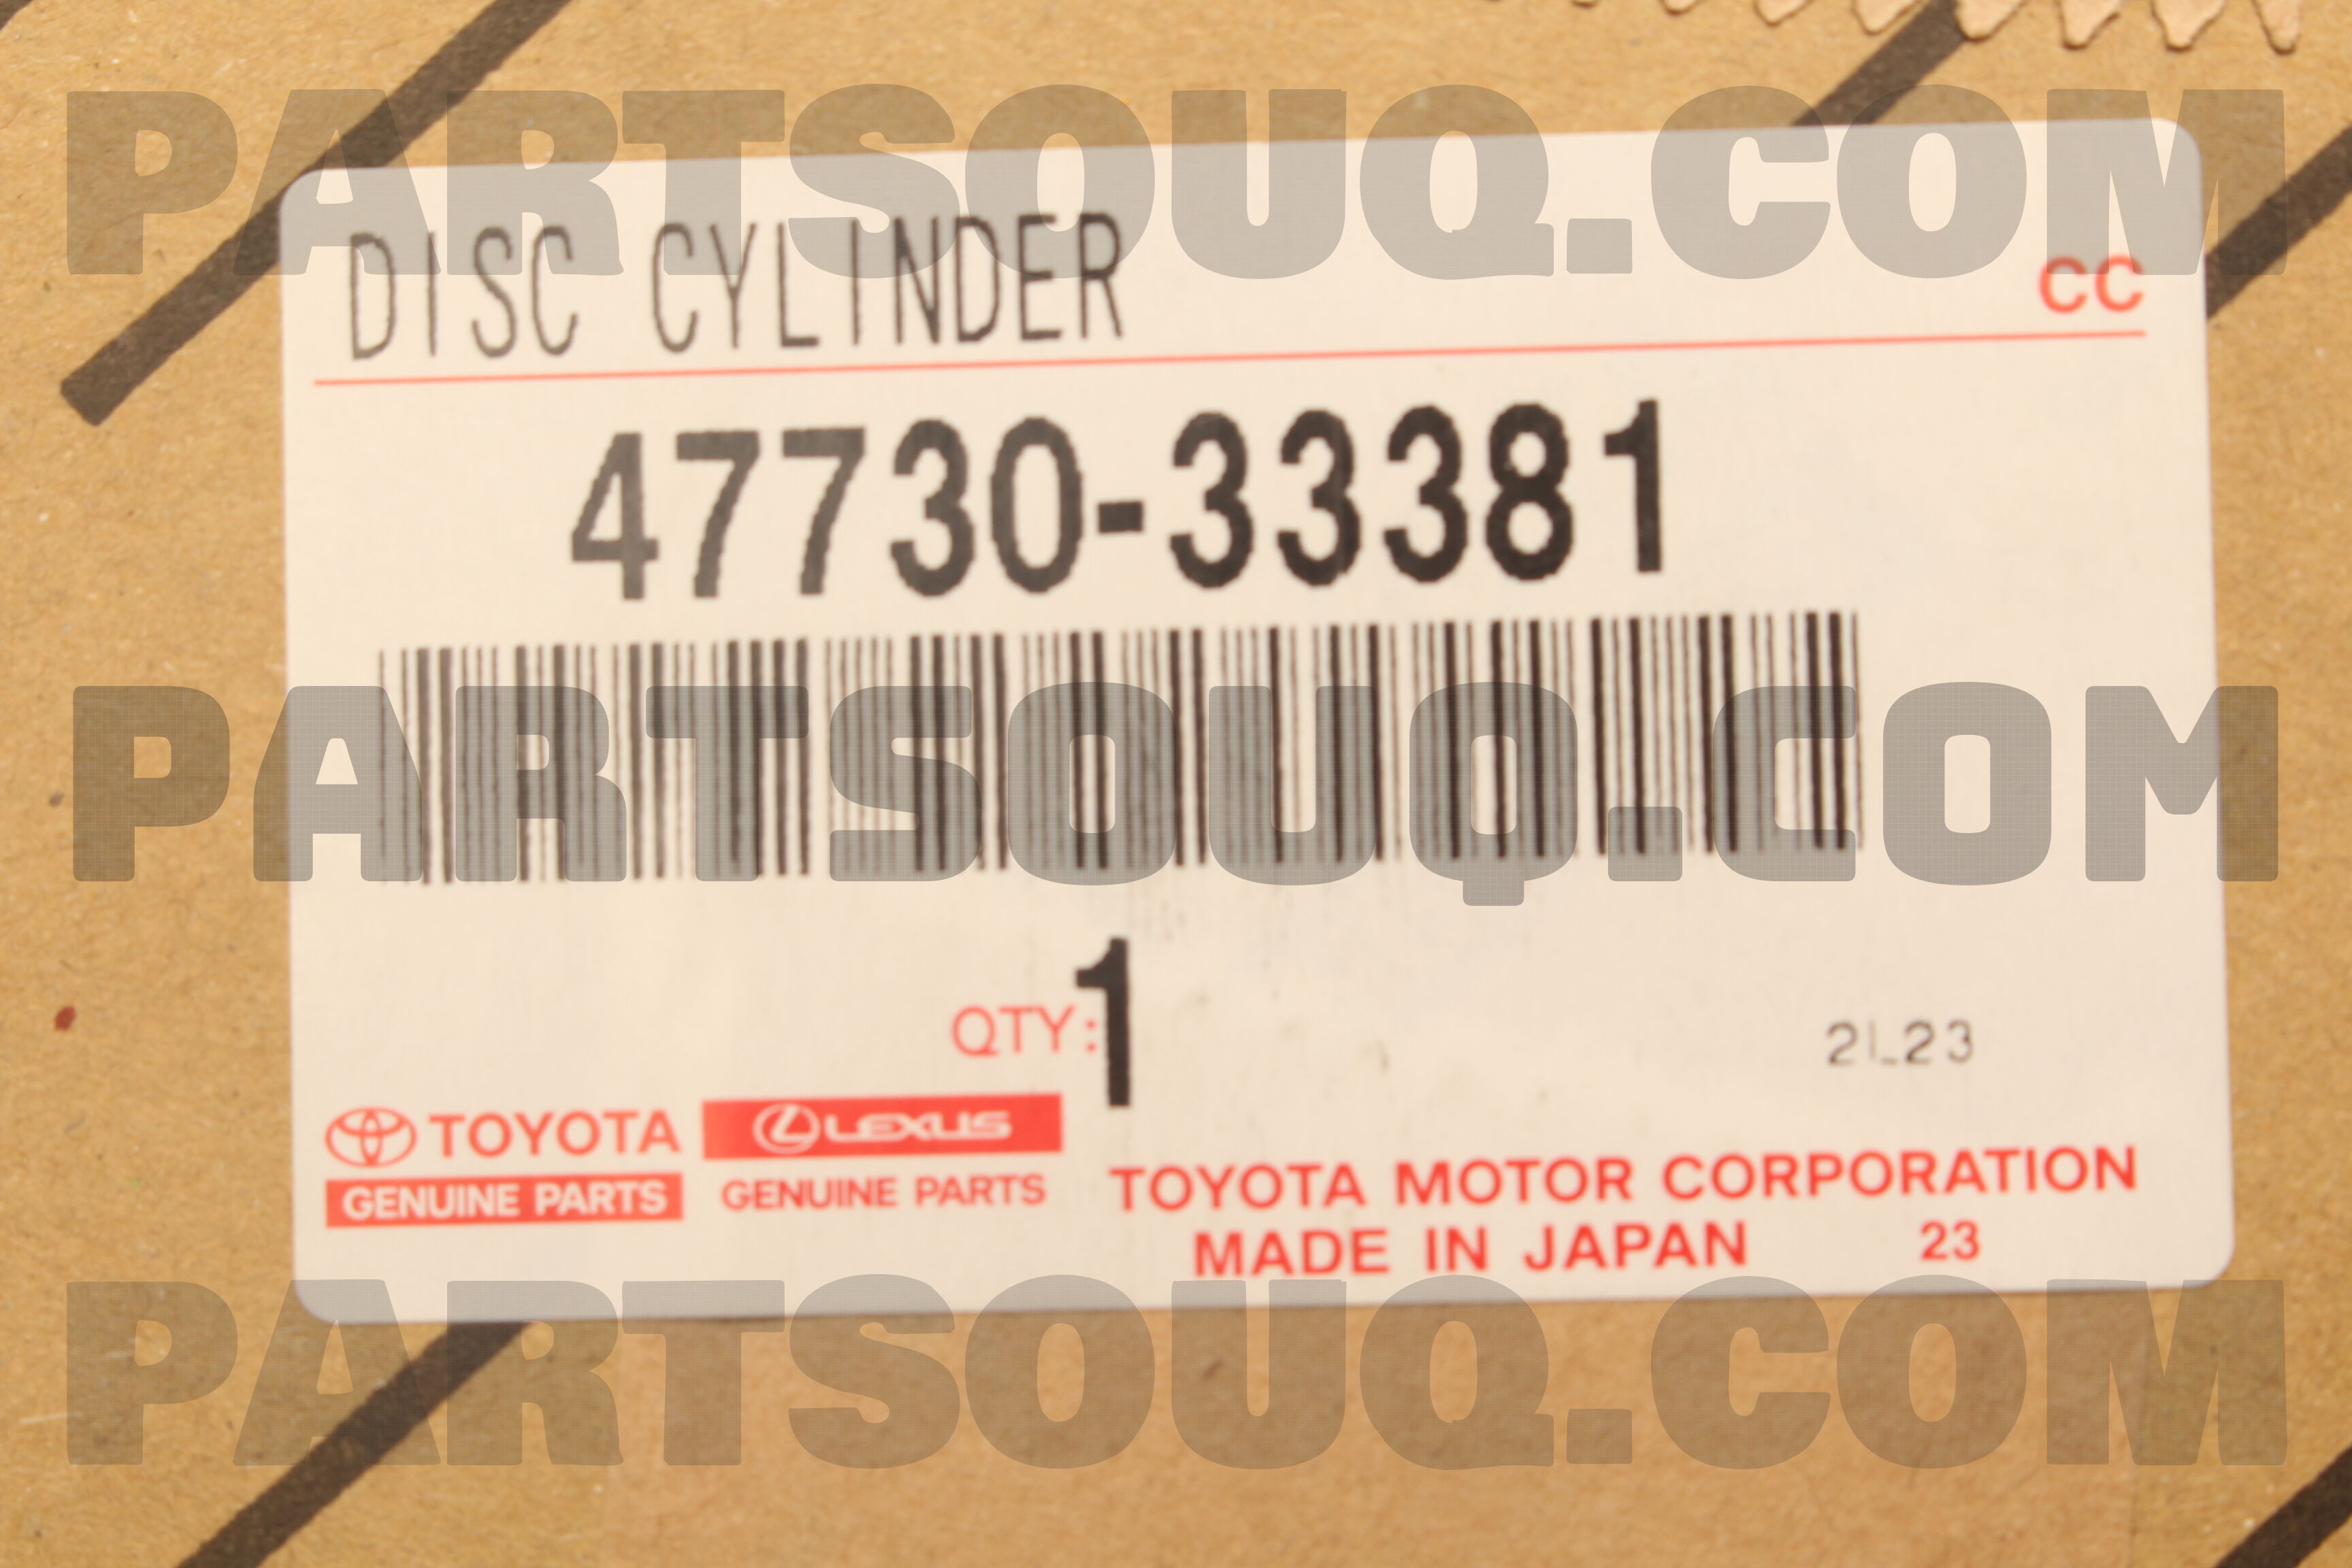 PARTSOUQ.COM
DISC CYLINDER
CC
47730-33381
PARTSOUQ.COM
QTY: 1
2L23
TOYOTA LEXUS
GENUINE PARTS GENUINE PARTS
TOYOTA MOTOR CORPORATION
MADE IN JAPAN 23
PARTSOUQ.COM